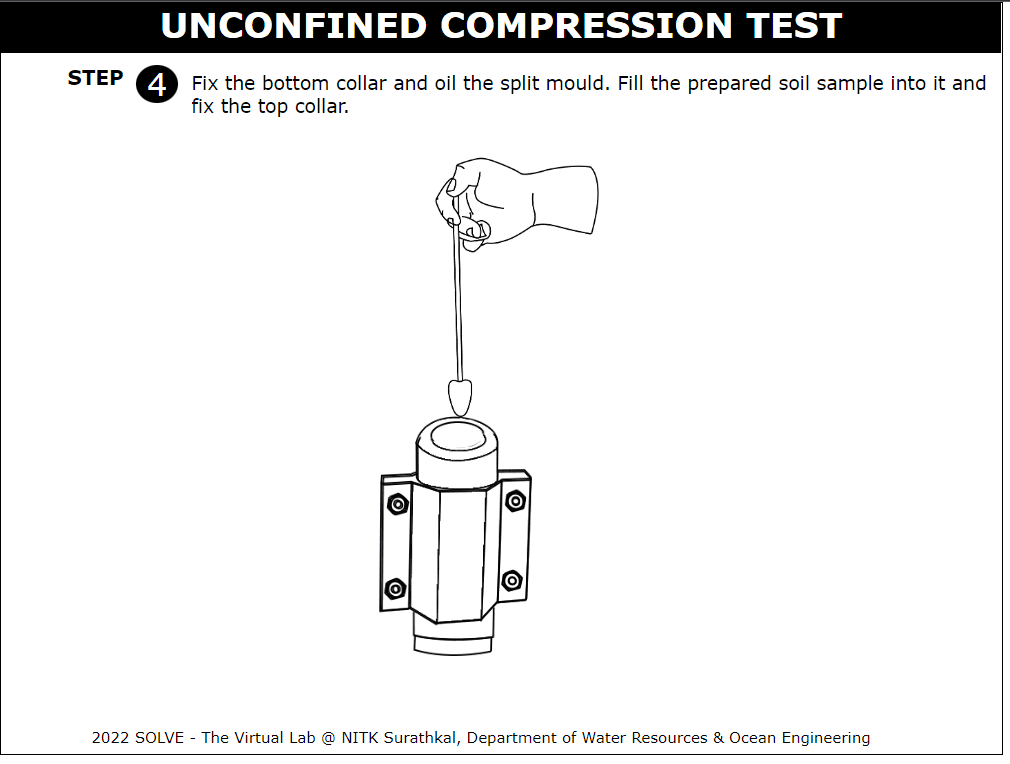 UNCONFINED COMPRESSION TEST
STEP 4 Fix the bottom collar and oil the split mould. Fill the prepared soil sample into it and
fix the top collar.
2022 SOLVE - The Virtual Lab @ NITK Surathkal, Department of Water Resources & Ocean Engineering